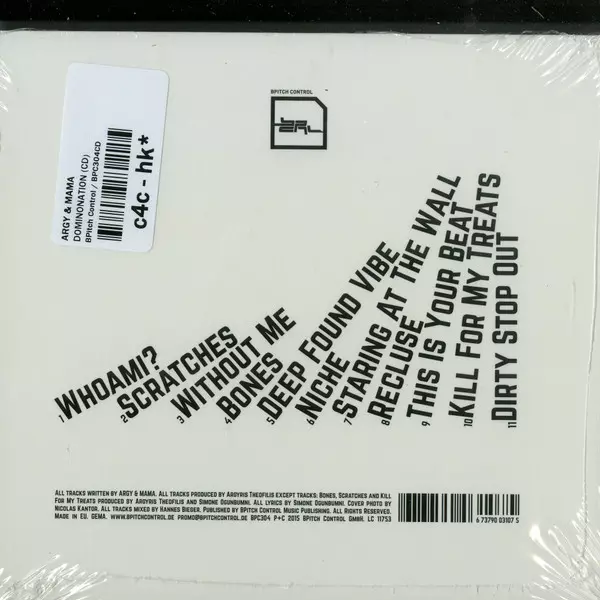 BPITCH CONTROL
ARGY & MAMA
DOMINONATION (CD)
BPitch Control / BPC304CD
c4c - hk*
1 WHOAMI?
2 SCRATCHES
3 WITHOUT ME
4 BONES
5 DEEP FOUND VIBE
6 NICHE
7 STARING AT THE WALL
8 RECLUSE
9 THIS IS YOUR BEAT
10 KILL FOR MY TREATS
11 DIRTY STOP OUT
ALL TRACKS WRITTEN BY ARGY & MAMA. ALL TRACKS PRODUCED BY ARGYRIS THEOFILIS EXCEPT TRACKS: BONES, SCRATCHES AND KILL
FOR MY TREATS PRODUCED BY ARGYRIS THEOFILIS AND SIMONE OGUNBUNMI. ALL LYRICS BY SIMONE OGUNBUNMI. COVER PHOTO BY
NICOLAS KANTOR. ALL TRACKS MIXED BY HANNES BIEGER. PUBLISHED BY BPITCH CONTROL MUSIC PUBLISHING. ALL RIGHTS RESERVED.
MADE IN EU. GEMA. WWW.BPITCHCONTROL.DE PROMO@BPITCHCONTROL.DE BPC304 P+C 2015 BPITCH CONTROL GMBH. LC 11753
6 73790 03107 5